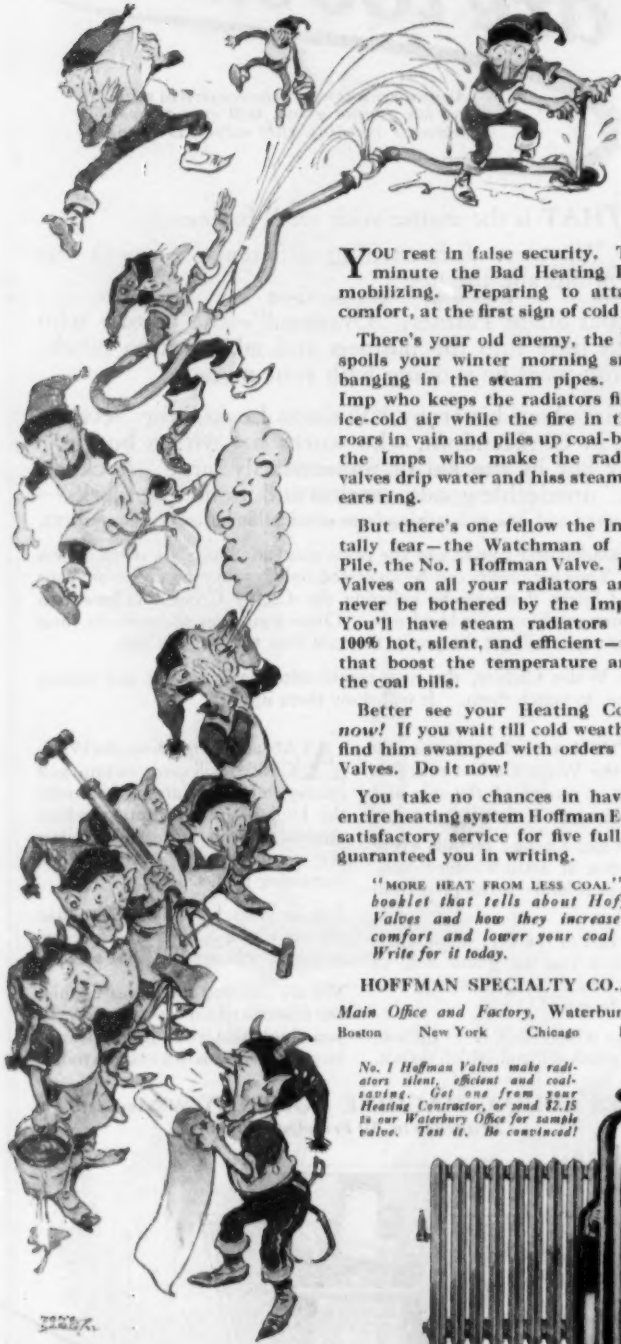 YOU rest in false security. T
minute the Bad Heating I
mobilizing. Preparing to atta
comfort, at the first sign of cold
There's your old enemy, the
spoils your winter morning sn
banging in the steam pipes.
Imp who keeps the radiators fi
ice-cold air while the fire in th
roars in vain and piles up coal-b
the Imps who make the rad
valves drip water and hiss steam
ears ring.
But there's one fellow the Im
tally fear—the Watchman of
Pile, the No. 1 Hoffman Valve.
Valves on all your radiators an
never be bothered by the Imp
You'll have steam radiators
100% hot, silent, and efficient—
that boost the temperature an
the coal bills.
Better see your Heating Co
now! If you wait till cold weath
find him swamped with orders
Valves. Do it now!
You take no chances in hav
entire heating system Hoffman E
satisfactory service for five full
guaranteed you in writing.
"MORE HEAT FROM LESS COAL"
booklet that tells about Hoff
Valves and how they increase
comfort and lower your coal
Write for it today.
HOFFMAN SPECIALTY CO.,
Main Office and Factory, Waterbur
Boston New York Chicago
No. 1 Hoffman Valves make radi-
ators silent, efficient and coal-
saving. Get one from your
Heating Contractor, or send $2.15
to our Waterbury Office for sample
valve. Test it. Be convinced!